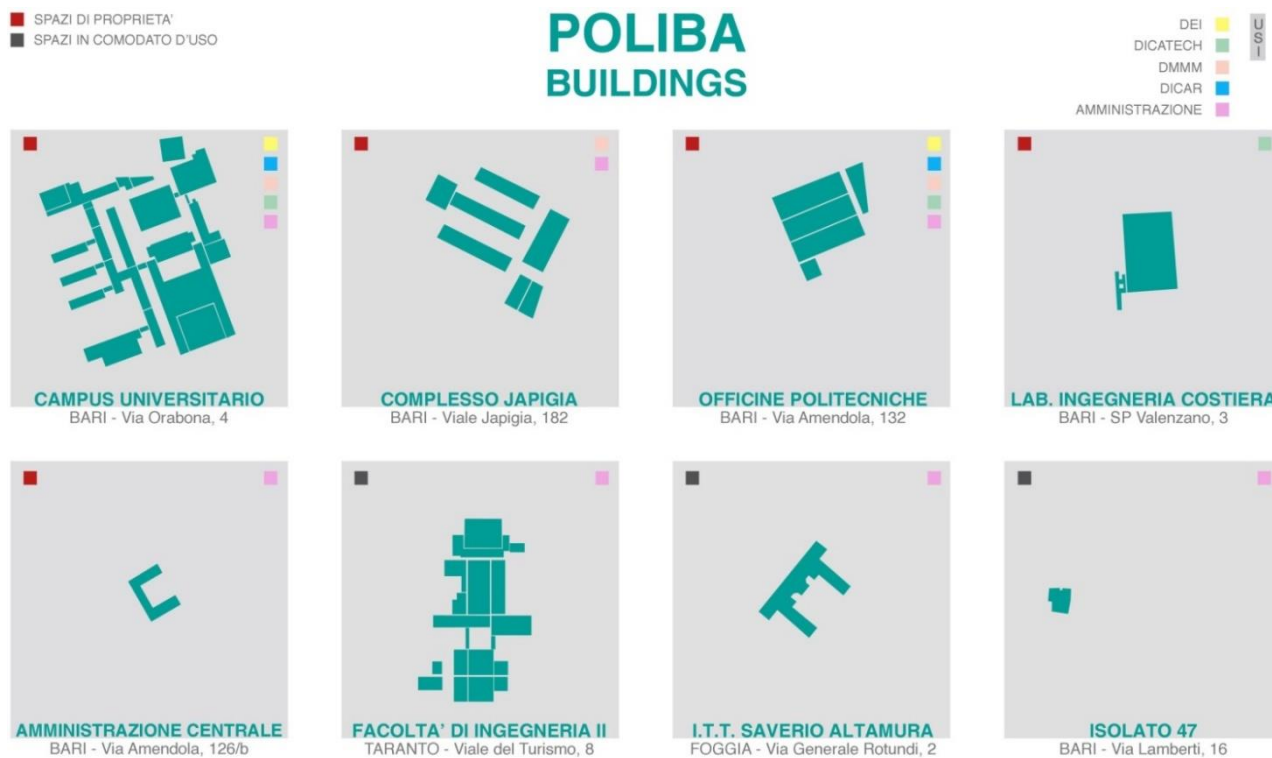 SPAZI DI PROPRIETA'
SPAZI IN COMODATO D'USO
POLIBA
BUILDINGS
DEI
DICATECH
DMMM
DICAR
AMMINISTRAZIONE
USI
CAMPUS UNIVERSITARIO
BARI - Via Orabona, 4
COMPLESSO JAPIGIA
BARI - Viale Japigia, 182
OFFICINE POLITECNICHE
BARI - Via Amendola, 132
LAB. INGEGNERIA COSTIERA
BARI - SP Valenzano, 3
AMMINISTRAZIONE CENTRALE
BARI - Via Amendola, 126/b
FACOLTA' DI INGEGNERIA II
TARANTO - Viale del Turismo, 8
I.T.T. SAVERIO ALTAMURA
FOGGIA - Via Generale Rotundi, 2
ISOLATO 47
BARI - Via Lamberti, 16